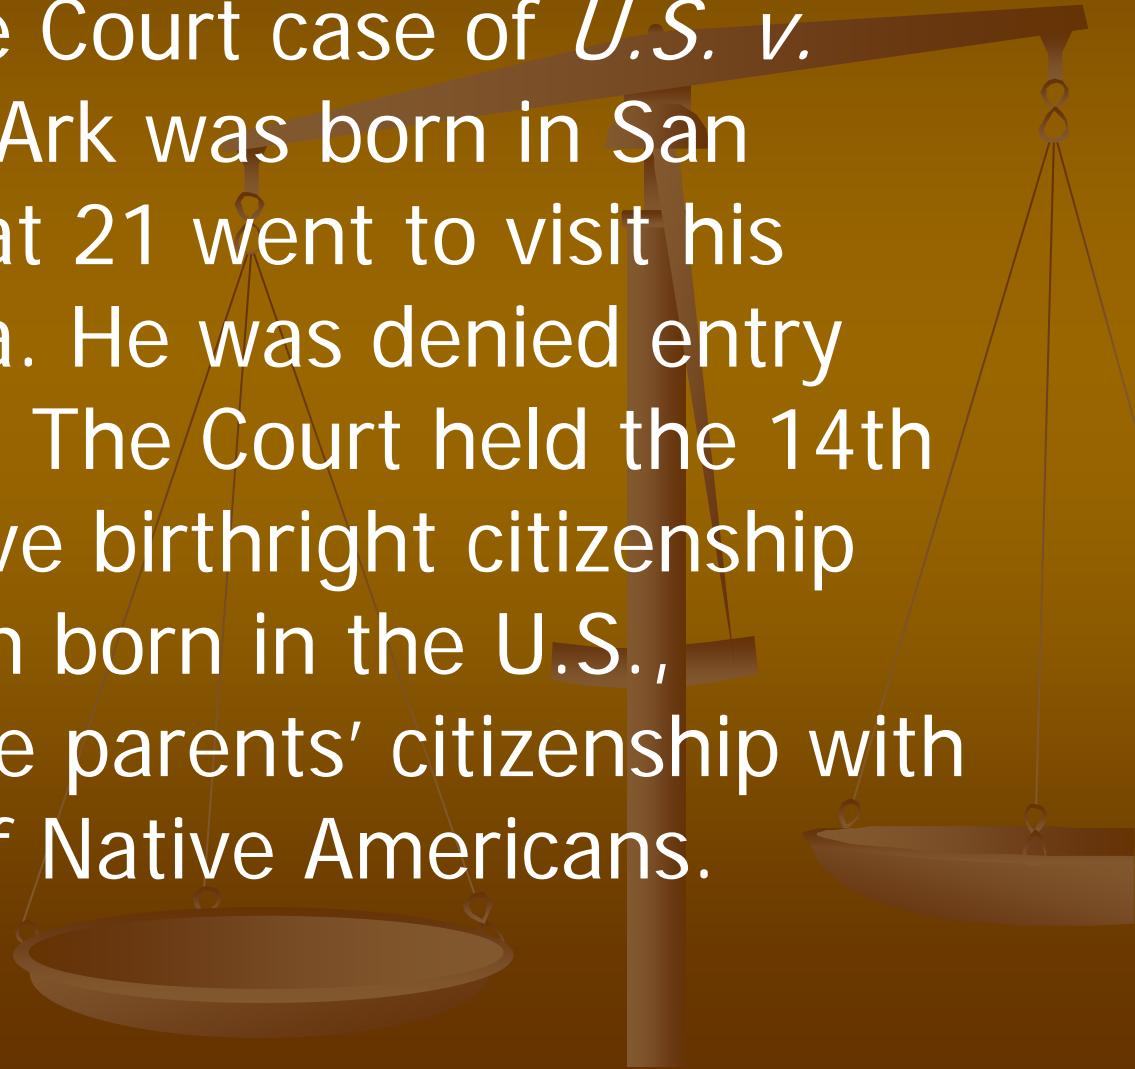 e Court case of U.S. v.
Ark was born in San
at 21 went to visit his
a. He was denied entry
The Court held the 14th
ve birthright citizenship
n born in the U.S.,
e parents’ citizenship with
f Native Americans.